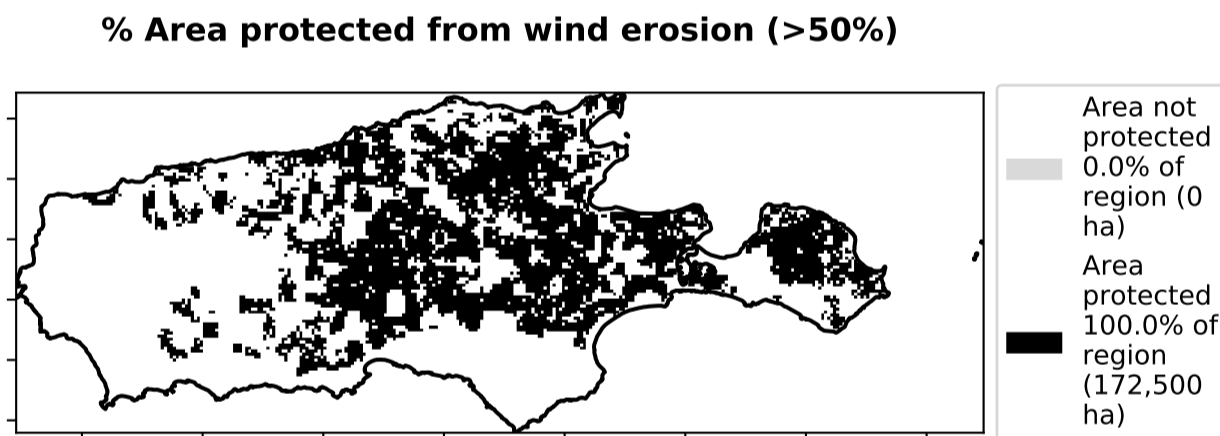 % Area protected from wind erosion (>50%)
Area not
protected
0.0% of
region (0
ha)
Area
protected
100.0% of
region
(172,500
ha)